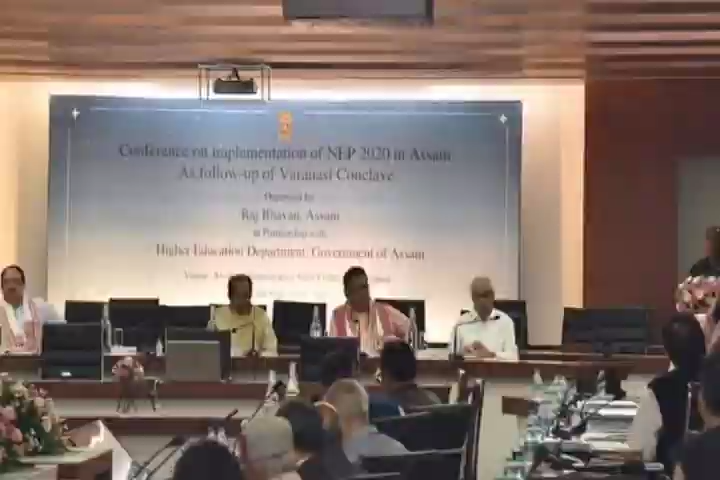 Conference on implementation of NEP 2020 in Assam
As follow-up of Varanasi Conclave
Organised by
Raj Bhavan, Assam
in Partnership with
Higher Education Department, Government of Assam